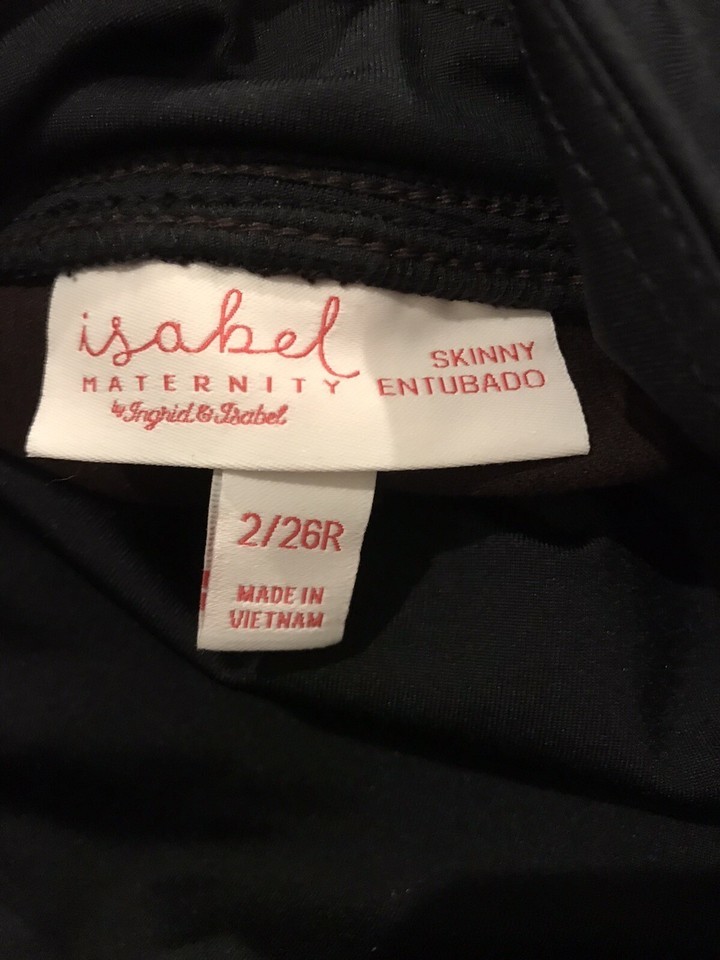 isabel
MATERNITY
by Ingrid & Isabel
SKINNY
ENTUBADO
2/26R
MADE IN
VIETNAM